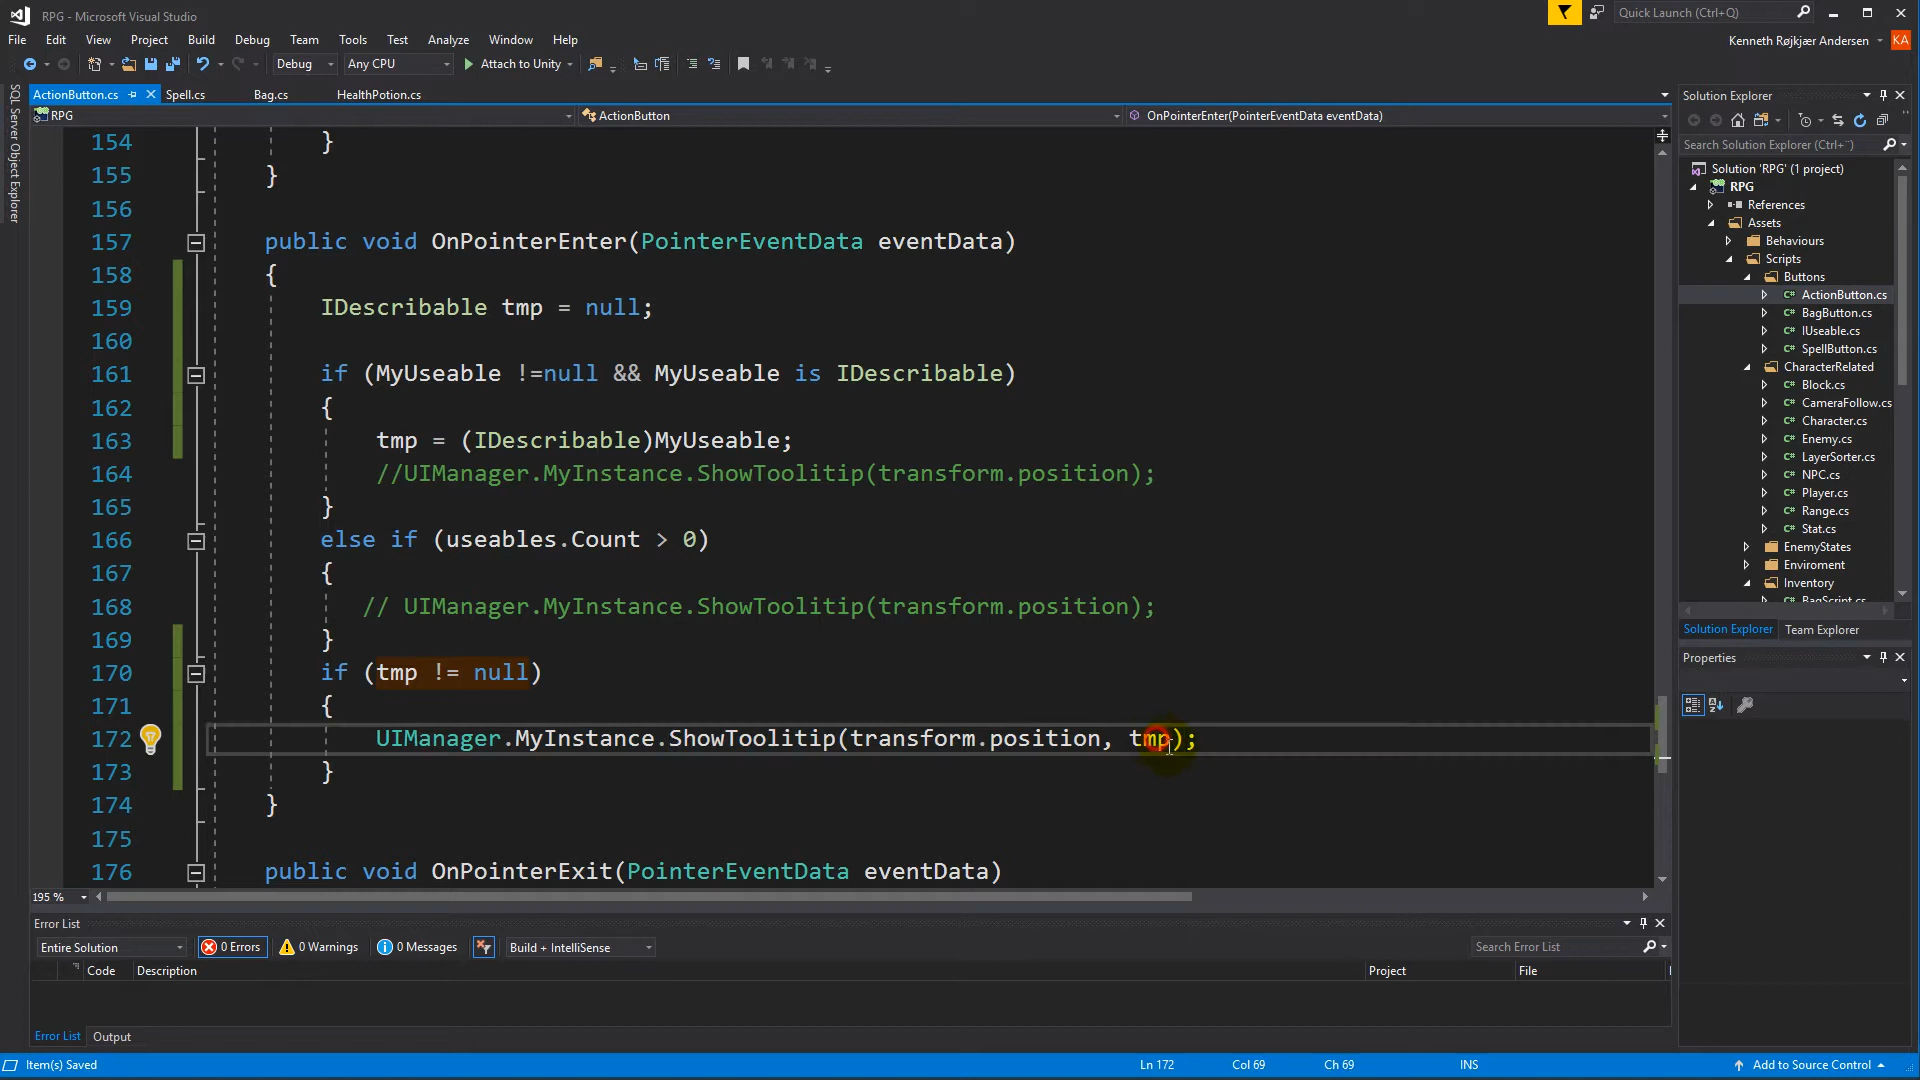 RPG - Microsoft Visual Studio
Quick Launch (Ctrl+Q)
File Edit View Project Build Debug Team Tools Test Analyze Window Help
Kenneth Røjkjær Andersen KA
Debug Any CPU Attach to Unity
SQL Server Object Explorer
ActionButton.cs Spell.cs Bag.cs HealthPotion.cs
RPG ActionButton OnPointerEnter(PointerEventData eventData)
154 }
155 }
156
157 public void OnPointerEnter(PointerEventData eventData)
158 {
159 IDescribable tmp = null;
160
161 if (MyUseable !=null && MyUseable is IDescribable)
162 {
163 tmp = (IDescribable)MyUseable;
164 //UIManager.MyInstance.ShowToolitip(transform.position);
165 }
166 else if (useables.Count > 0)
167 {
168 // UIManager.MyInstance.ShowToolitip(transform.position);
169 }
170 if (tmp != null)
171 {
172 UIManager.MyInstance.ShowToolitip(transform.position, tmp);
173 }
174 }
175
176 public void OnPointerExit(PointerEventData eventData)
195 %
Solution Explorer
Search Solution Explorer (Ctrl+¨)
Solution 'RPG' (1 project)
RPG
References
Assets
Behaviours
Scripts
Buttons
C# ActionButton.cs
C# BagButton.cs
C# IUseable.cs
C# SpellButton.cs
CharacterRelated
C# Block.cs
C# CameraFollow.cs
C# Character.cs
C# Enemy.cs
C# LayerSorter.cs
C# NPC.cs
C# Player.cs
C# Range.cs
C# Stat.cs
EnemyStates
Enviroment
Inventory
C# BagScript.cs
Solution Explorer Team Explorer
Properties
Error List
Entire Solution 0 Errors 0 Warnings 0 Messages Build + IntelliSense Search Error List
Code Description Project File
Error List Output
Item(s) Saved Ln 172 Col 69 Ch 69 INS Add to Source Control